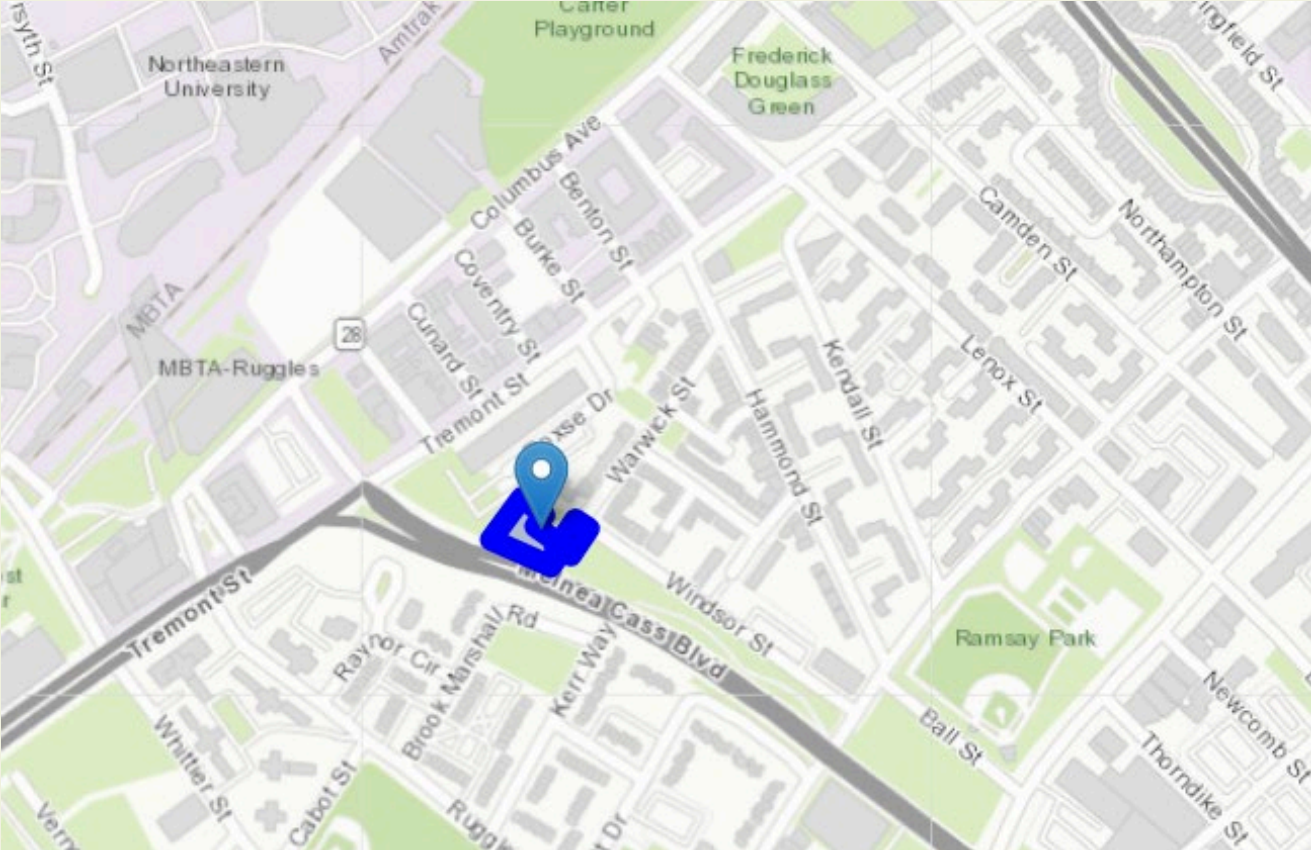 Carter
Playground
Northeastern
University
Amtrak
Frederick
Douglass
Green
Columbus Ave
Benton St
Burke St
Coventry St
Cunard St
Camden St
Northampton St
MBTA
28
MBTA-Ruggles
Tremont St
Warwick St
Kendall St
Lenox St
Hammond St
Windsor St
Tremont St
Melnea Cass Blvd
Ramsay Park
Raynor Cir
Brook Marshall Rd
Kerr Way
Whittier St
Cabot St
Ball St
Newcomb St
Thorndike St